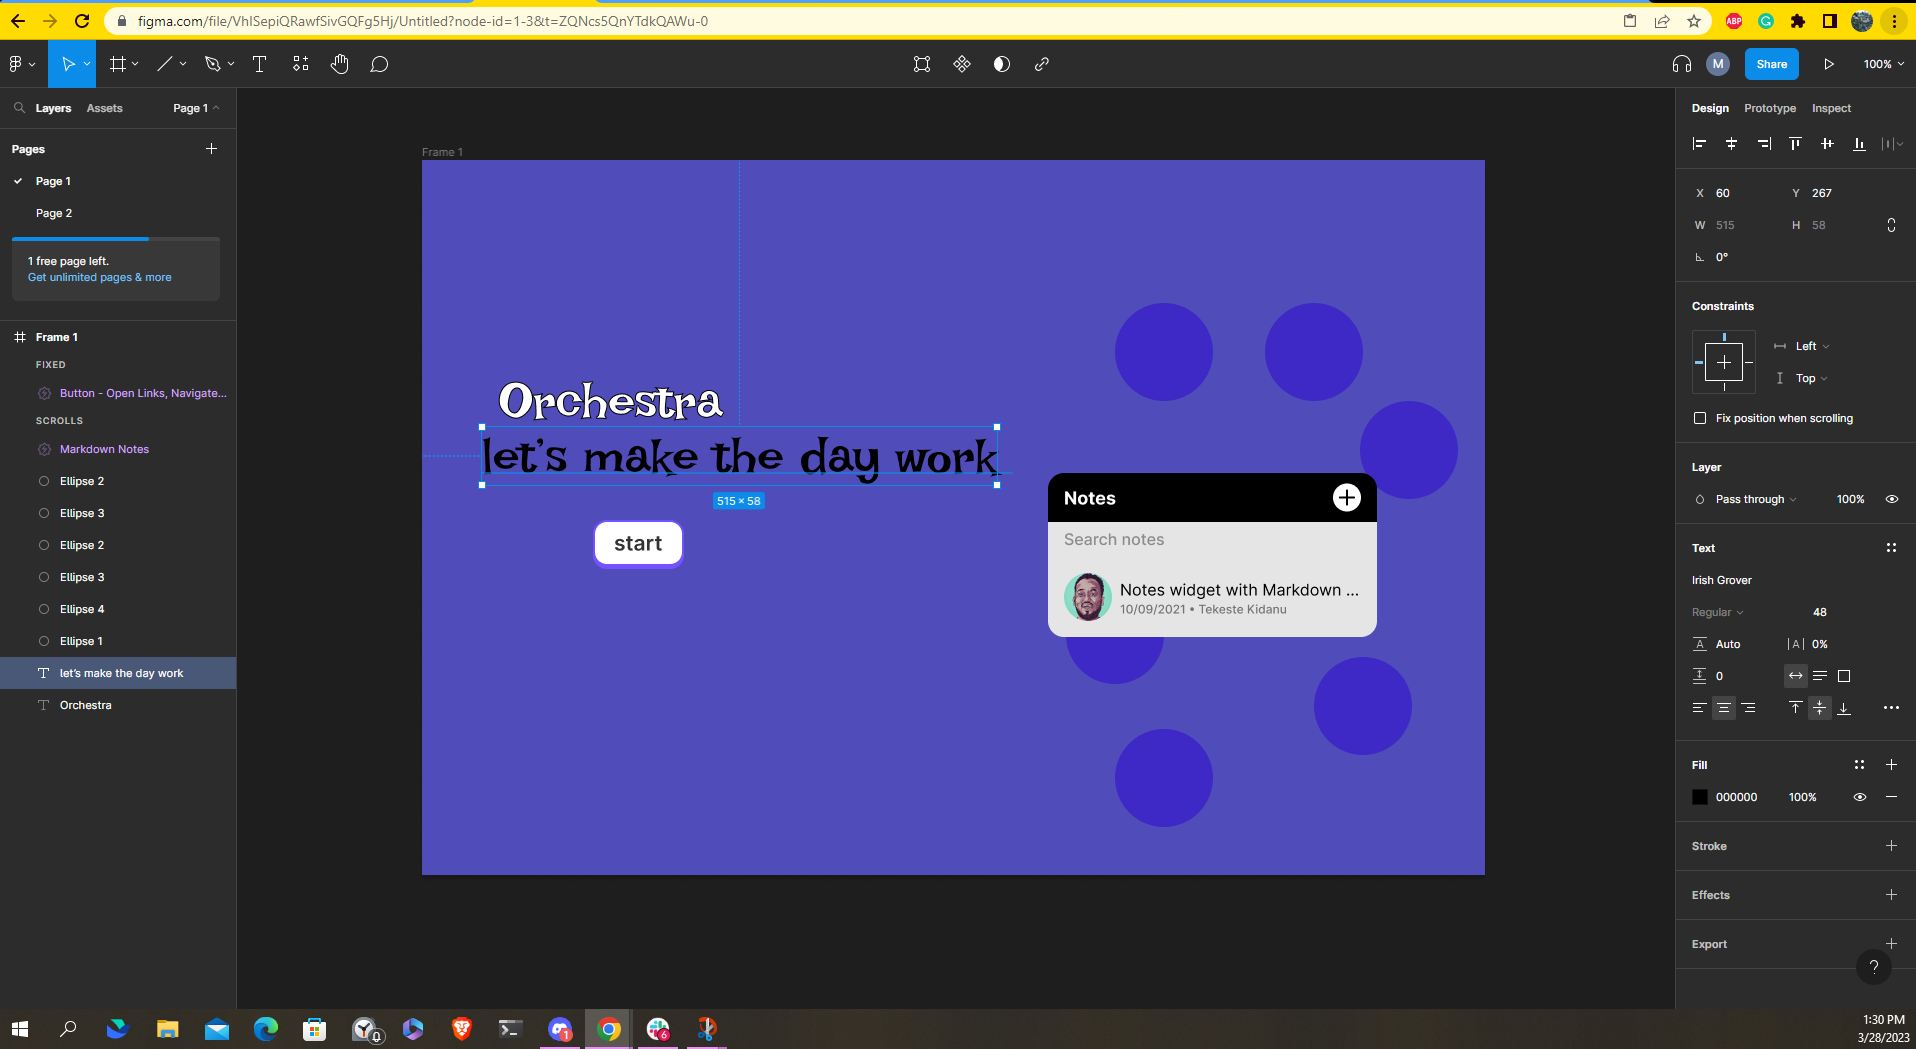 figma.com/file/VhlSepiQRawfSivGQFg5Hj/Untitled?node-id=1-3&t=ZQNcs5QnYTdkQAWu-0
ABP
M
Share
100%
Layers
Assets
Page 1
Pages
Page 1
Page 2
1 free page left.
Get unlimited pages & more
Frame 1
FIXED
Button - Open Links, Navigate...
SCROLLS
Markdown Notes
Ellipse 2
Ellipse 3
Ellipse 2
Ellipse 3
Ellipse 4
Ellipse 1
let's make the day work
Orchestra
Frame 1
Orchestra
let's make the day work
515 × 58
start
Notes
Search notes
Notes widget with Markdown ...
10/09/2021 • Tekeste Kidanu
Design Prototype Inspect
X 60 Y 267
W 515 H 58
0°
Constraints
Left
Top
Fix position when scrolling
Layer
Pass through 100%
Text
Irish Grover
Regular 48
Auto |A| 0%
0
Fill
000000 100%
Stroke
Effects
Export
?
1
6
1:30 PM
3/28/2023